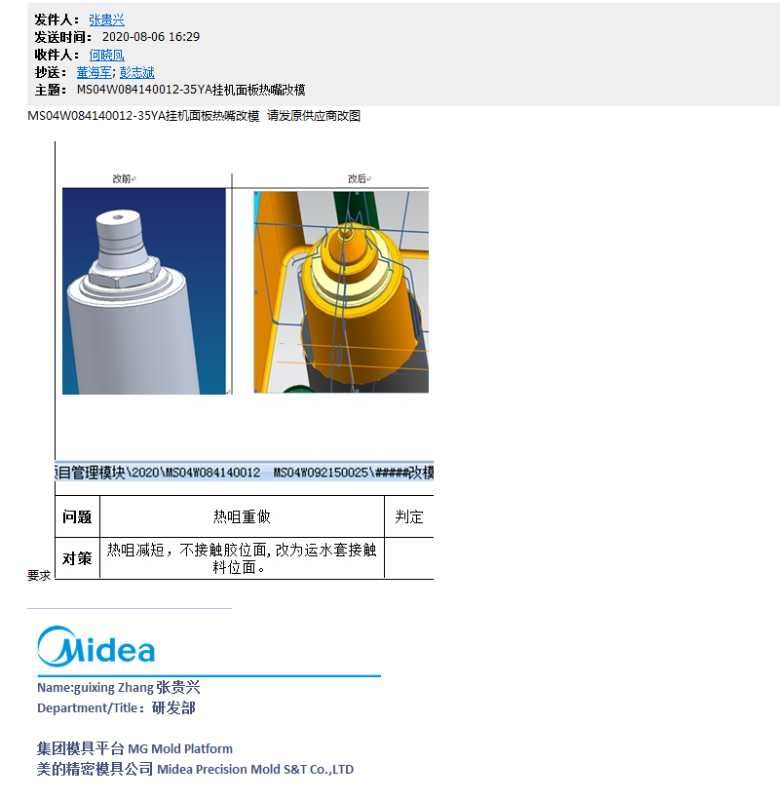 发件人： 张贵兴
发送时间： 2020-08-06 16:29
收件人： 何晓凤
抄送： 董海军; 彭志斌
主题： MS04W084140012-35YA挂机面板热嘴改模
MS04W084140012-35YA挂机面板热嘴改模 请发原供应商改图
改前
改后
项目管理模块\2020\MS04W084140012 MS04W092150025\#####改模
问题 热咀重做 判定
对策 热咀减短，不接触胶位面,改为运水套接触
料位面。
要求
Midea
Name:guixing Zhang 张贵兴
Department/Title：研发部
集团模具平台 MG Mold Platform
美的精密模具公司 Midea Precision Mold S&T Co.,LTD